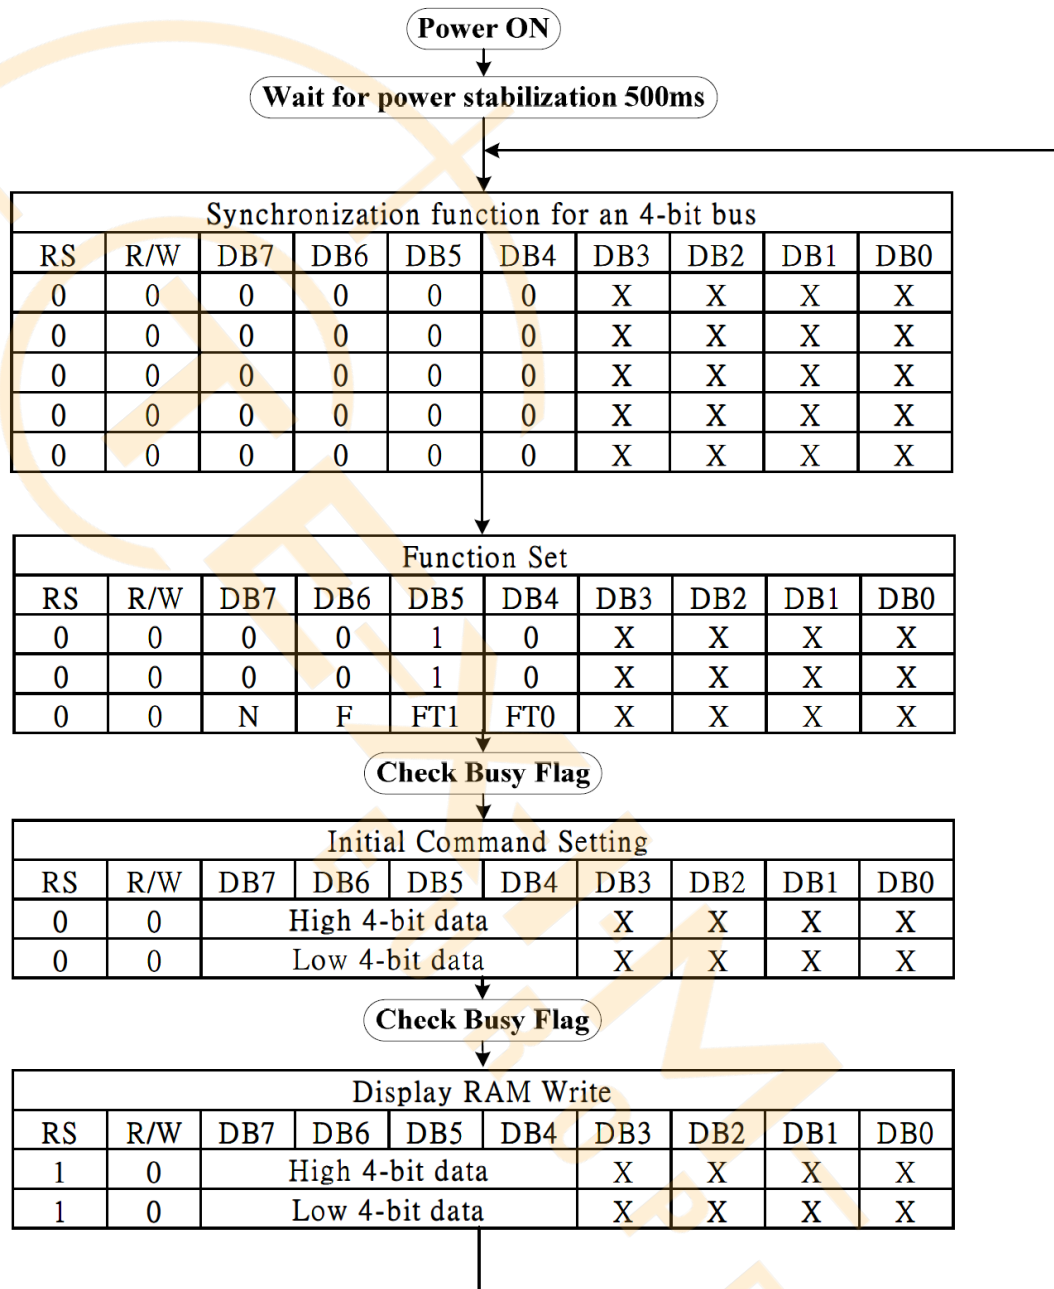 Power ON
Wait for power stabilization 500ms
Synchronization function for an 4-bit bus
RS R/W DB7 DB6 DB5 DB4 DB3 DB2 DB1 DB0
0 0 0 0 0 0 X X X X
0 0 0 0 0 0 X X X X
0 0 0 0 0 0 X X X X
0 0 0 0 0 0 X X X X
0 0 0 0 0 0 X X X X
Function Set
RS R/W DB7 DB6 DB5 DB4 DB3 DB2 DB1 DB0
0 0 0 0 1 0 X X X X
0 0 0 0 1 0 X X X X
0 0 N F FT1 FT0 X X X X
Check Busy Flag
Initial Command Setting
RS R/W DB7 DB6 DB5 DB4 DB3 DB2 DB1 DB0
0 0 High 4-bit data X X X X
0 0 Low 4-bit data X X X X
Check Busy Flag
Display RAM Write
RS R/W DB7 DB6 DB5 DB4 DB3 DB2 DB1 DB0
1 0 High 4-bit data X X X X
1 0 Low 4-bit data X X X X